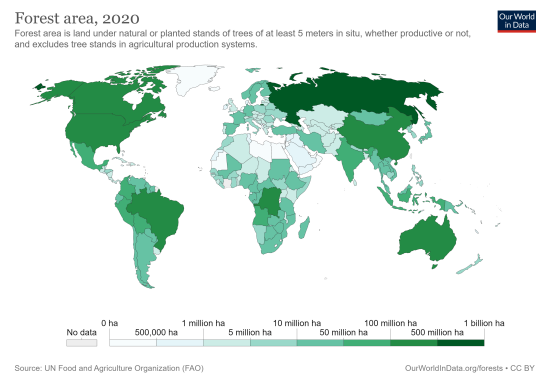 Forest area, 2020
Our World
in Data
Forest area is land under natural or planted stands of trees of at least 5 meters in situ, whether productive or not,
and excludes tree stands in agricultural production systems.
0 ha 1 million ha 10 million ha 100 million ha 1 billion ha
No data 500,000 ha 5 million ha 50 million ha 500 million ha
Source: UN Food and Agriculture Organization (FAO) OurWorldInData.org/forests • CC BY